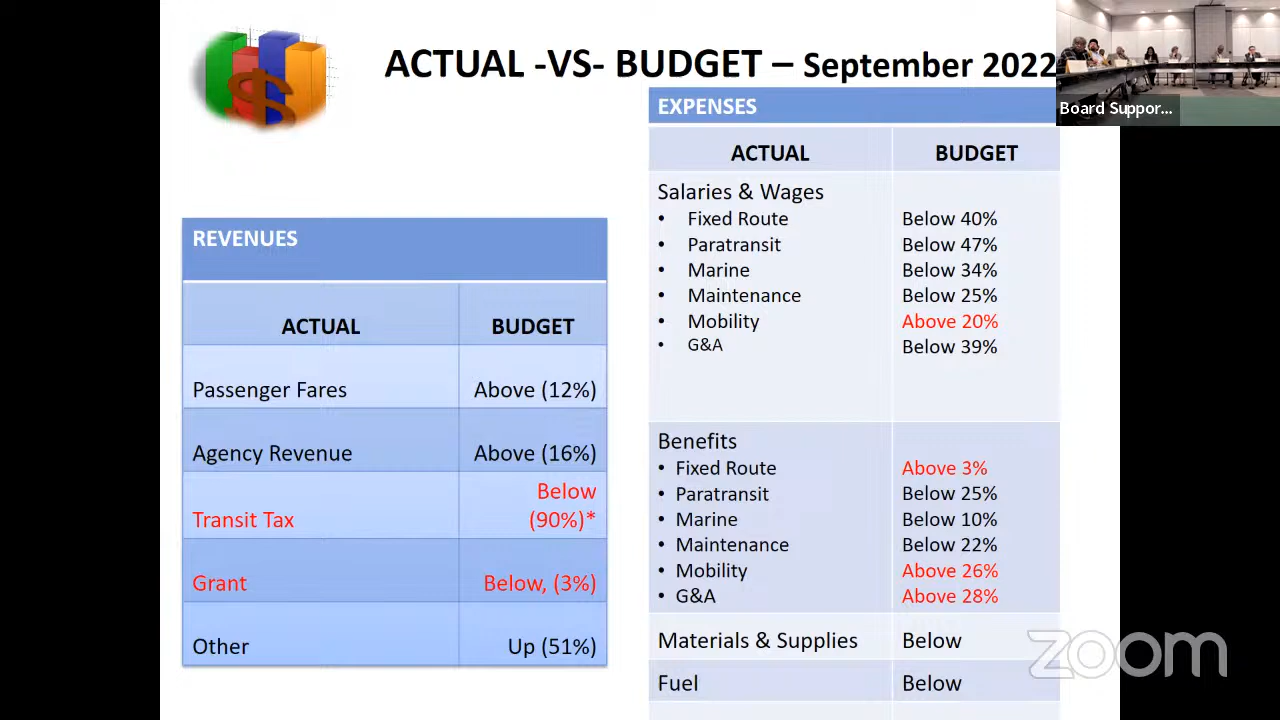 ACTUAL -VS- BUDGET – September 2022
Board Suppor...
REVENUES
ACTUAL BUDGET
Passenger Fares Above (12%)
Agency Revenue Above (16%)
Transit Tax Below (90%)*
Grant Below, (3%)
Other Up (51%)
EXPENSES
ACTUAL BUDGET
Salaries & Wages
• Fixed Route Below 40%
• Paratransit Below 47%
• Marine Below 34%
• Maintenance Below 25%
• Mobility Above 20%
• G&A Below 39%
Benefits
• Fixed Route Above 3%
• Paratransit Below 25%
• Marine Below 10%
• Maintenance Below 22%
• Mobility Above 26%
• G&A Above 28%
Materials & Supplies Below
Fuel Below
zoom